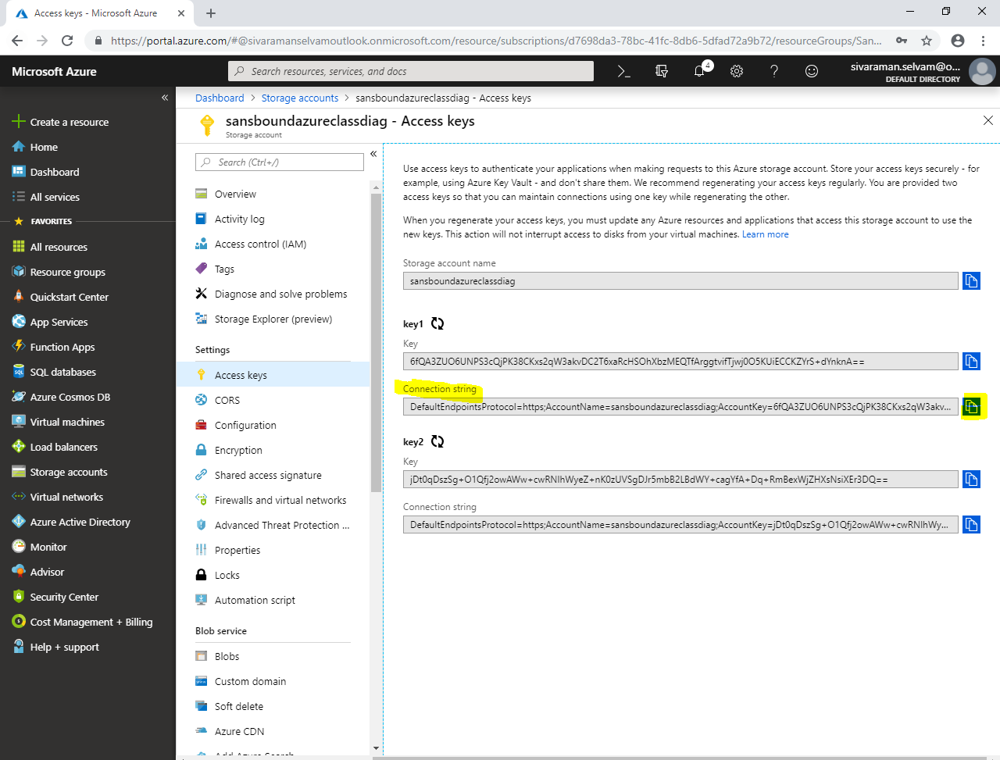 Access keys - Microsoft Azure
https://portal.azure.com/#@sivaramanselvamoutlook.onmicrosoft.com/resource/subscriptions/d7698da3-78bc-41fc-8db6-5dfad72a9b72/resourceGroups/San...
Microsoft Azure
Search resources, services, and docs
4
sivaraman.selvam@o...
DEFAULT DIRECTORY
Create a resource
Home
Dashboard
All services
FAVORITES
All resources
Resource groups
Quickstart Center
App Services
Function Apps
SQL databases
Azure Cosmos DB
Virtual machines
Load balancers
Storage accounts
Virtual networks
Azure Active Directory
Monitor
Advisor
Security Center
Cost Management + Billing
Help + support
Dashboard > Storage accounts > sansboundazureclassdiag - Access keys
sansboundazureclassdiag - Access keys
Storage account
Search (Ctrl+/)
Overview
Activity log
Access control (IAM)
Tags
Diagnose and solve problems
Storage Explorer (preview)
Settings
Access keys
CORS
Configuration
Encryption
Shared access signature
Firewalls and virtual networks
Advanced Threat Protection ...
Properties
Locks
Automation script
Blob service
Blobs
Custom domain
Soft delete
Azure CDN
Add Azure Search
Use access keys to authenticate your applications when making requests to this Azure storage account. Store your access keys securely - for
example, using Azure Key Vault - and don't share them. We recommend regenerating your access keys regularly. You are provided two
access keys so that you can maintain connections using one key while regenerating the other.
When you regenerate your access keys, you must update any Azure resources and applications that access this storage account to use the
new keys. This action will not interrupt access to disks from your virtual machines. Learn more
Storage account name
sansboundazureclassdiag
key1
Key
6fQA3ZUO6UNPS3cQjPK38CKxs2qW3akvDC2T6xaRcHSOhXbzMEQTfArggtvifTjwj0O5KUiECCKZYrS+dYnknA==
Connection string
DefaultEndpointsProtocol=https;AccountName=sansboundazureclassdiag;AccountKey=6fQA3ZUO6UNPS3cQjPK38CKxs2qW3akv...
key2
Key
jDt0qDszSg+O1Qfj2owAWw+cwRNIhWyeZ+nK0zUVSgDJr5mbB2LBdWY+cagYfA+Dq+RmBexWjZHXsNsiXEr3DQ==
Connection string
DefaultEndpointsProtocol=https;AccountName=sansboundazureclassdiag;AccountKey=jDt0qDszSg+O1Qfj2owAWw+cwRNIhWy...